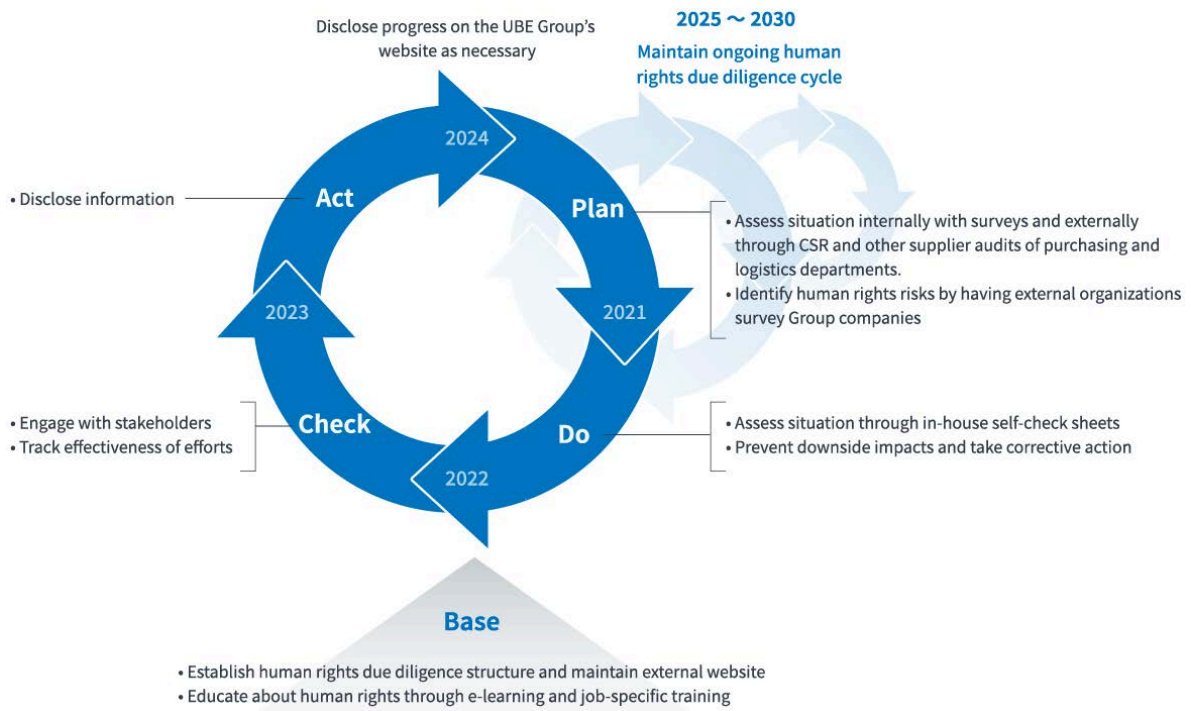 Disclose progress on the UBE Group's
website as necessary
2025 ～ 2030
Maintain ongoing human
rights due diligence cycle
2024
Act
• Disclose information
Plan
• Assess situation internally with surveys and externally
through CSR and other supplier audits of purchasing and
logistics departments.
• Identify human rights risks by having external organizations
survey Group companies
2023
2021
• Engage with stakeholders
• Track effectiveness of efforts
Check
Do
• Assess situation through in-house self-check sheets
• Prevent downside impacts and take corrective action
2022
Base
• Establish human rights due diligence structure and maintain external website
• Educate about human rights through e-learning and job-specific training